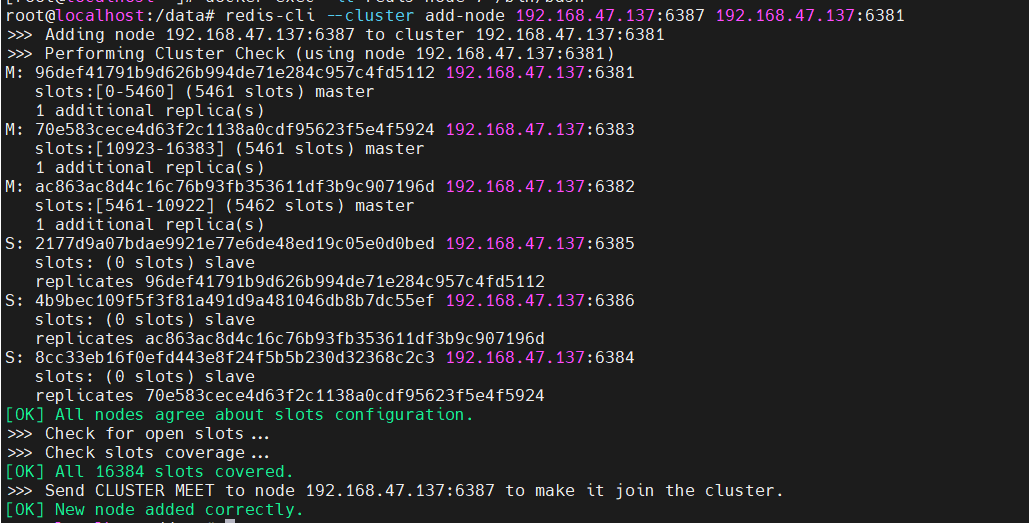 root@localhost:/data# redis-cli --cluster add-node 192.168.47.137:6387 192.168.47.137:6381
>>> Adding node 192.168.47.137:6387 to cluster 192.168.47.137:6381
>>> Performing Cluster Check (using node 192.168.47.137:6381)
M: 96def41791b9d626b994de71e284c957c4fd5112 192.168.47.137:6381
   slots:[0-5460] (5461 slots) master
   1 additional replica(s)
M: 70e583cece4d63f2c1138a0cdf95623f5e4f5924 192.168.47.137:6383
   slots:[10923-16383] (5461 slots) master
   1 additional replica(s)
M: ac863ac8d4c16c76b93fb353611df3b9c907196d 192.168.47.137:6382
   slots:[5461-10922] (5462 slots) master
   1 additional replica(s)
S: 2177d9a07bdae9921e77e6de48ed19c05e0d0bed 192.168.47.137:6385
   slots: (0 slots) slave
   replicates 96def41791b9d626b994de71e284c957c4fd5112
S: 4b9bec109f5f3f81a491d9a481046db8b7dc55ef 192.168.47.137:6386
   slots: (0 slots) slave
   replicates ac863ac8d4c16c76b93fb353611df3b9c907196d
S: 8cc33eb16f0efd443e8f24f5b5b230d32368c2c3 192.168.47.137:6384
   slots: (0 slots) slave
   replicates 70e583cece4d63f2c1138a0cdf95623f5e4f5924
[OK] All nodes agree about slots configuration.
>>> Check for open slots...
>>> Check slots coverage...
[OK] All 16384 slots covered.
>>> Send CLUSTER MEET to node 192.168.47.137:6387 to make it join the cluster.
[OK] New node added correctly.